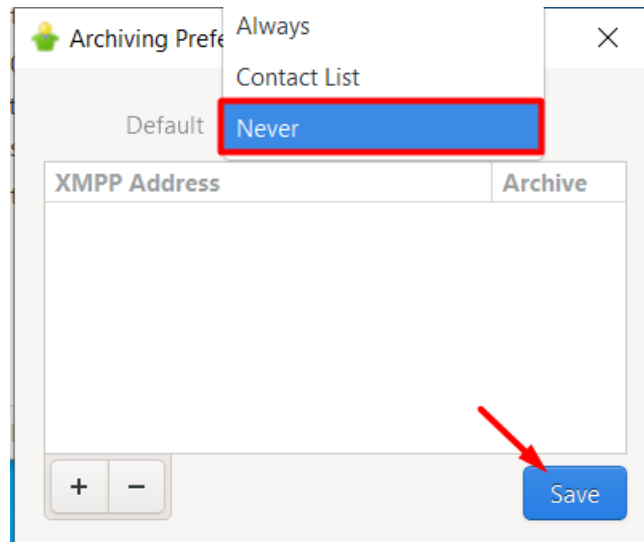 Always
Archiving Prefe
Contact List
Default
Never
XMPP Address
Archive
+
−
Save